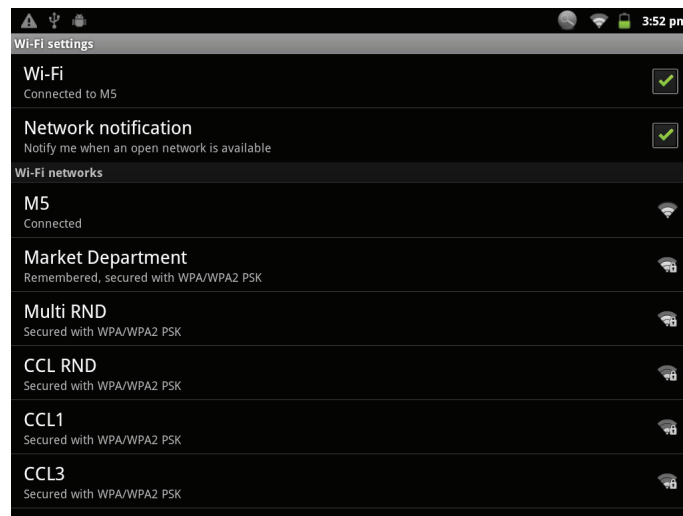 3:52 pm
Wi-Fi settings
Wi-Fi
Connected to M5
Network notification
Notify me when an open network is available
Wi-Fi networks
M5
Connected
Market Department
Remembered, secured with WPA/WPA2 PSK
Multi RND
Secured with WPA/WPA2 PSK
CCL RND
Secured with WPA/WPA2 PSK
CCL1
Secured with WPA/WPA2 PSK
CCL3
Secured with WPA/WPA2 PSK